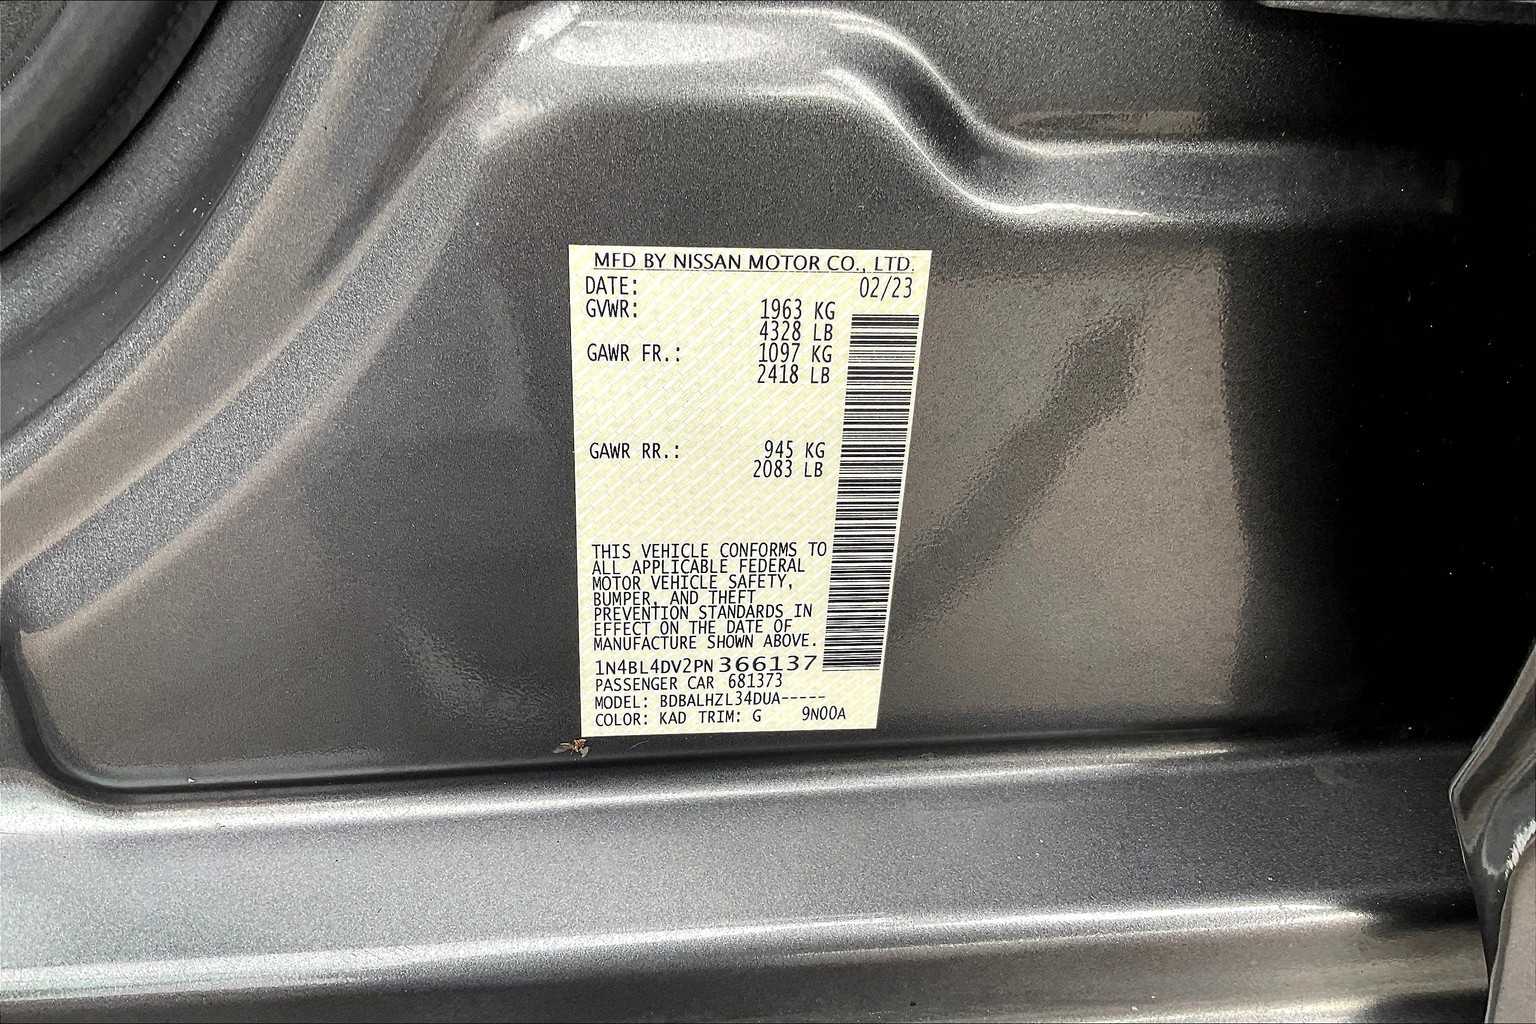 MFD BY NISSAN MOTOR CO., LTD.
DATE: 02/23
GVWR: 1963 KG
4328 LB
GAWR FR.: 1097 KG
2418 LB
GAWR RR.: 945 KG
2083 LB
THIS VEHICLE CONFORMS TO
ALL APPLICABLE FEDERAL
MOTOR VEHICLE SAFETY,
BUMPER, AND THEFT
PREVENTION STANDARDS IN
EFFECT ON THE DATE OF
MANUFACTURE SHOWN ABOVE.
1N4BL4DV2PN366137
PASSENGER CAR 681373
MODEL: BDBALHZL34DUA-----
COLOR: KAD TRIM: G 9N00A